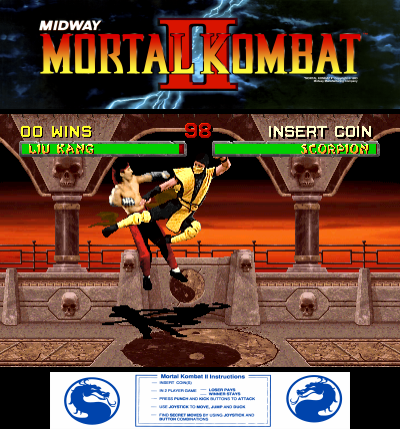 MIDWAY
II
MORTAL KOMBAT
00 WINS
98
INSERT COIN
LIU KANG
SCORPION
Mortal Kombat II Instructions
— INSERT COIN(S)
— IN 2 PLAYER GAME — LOSER PAYS
— WINNER STAYS
— PRESS PUNCH AND KICK BUTTONS TO ATTACK
— USE JOYSTICK TO MOVE, JUMP AND DUCK
— FIND SECRET MOVES BY USING JOYSTICK AND
BUTTON COMBINATIONS